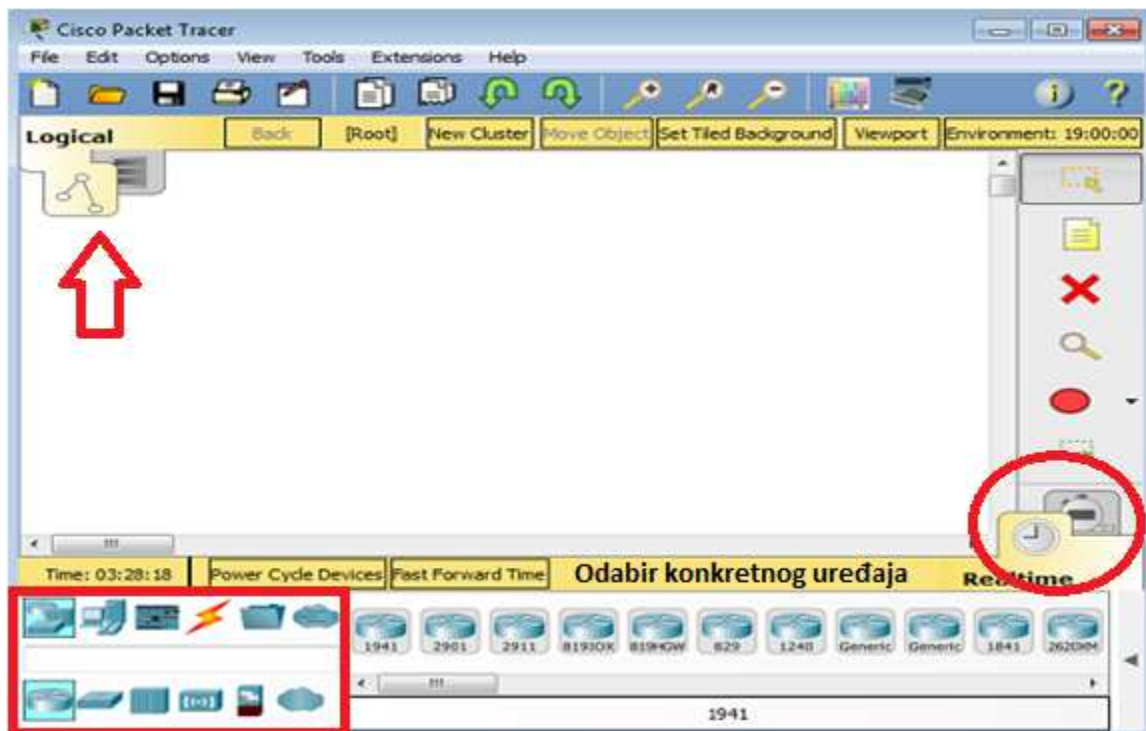 Cisco Packet Tracer
File Edit Options View Tools Extensions Help
Logical Back [Root] New Cluster Move Object Set Tiled Background Viewport Environment: 19:00:00
Time: 03:28:18 Power Cycle Devices Fast Forward Time Odabir konkretnog uređaja Realtime
1941 2901 2911 819IOX 819HGW 829 1240 Generic Generic 1841 2620XM
1941